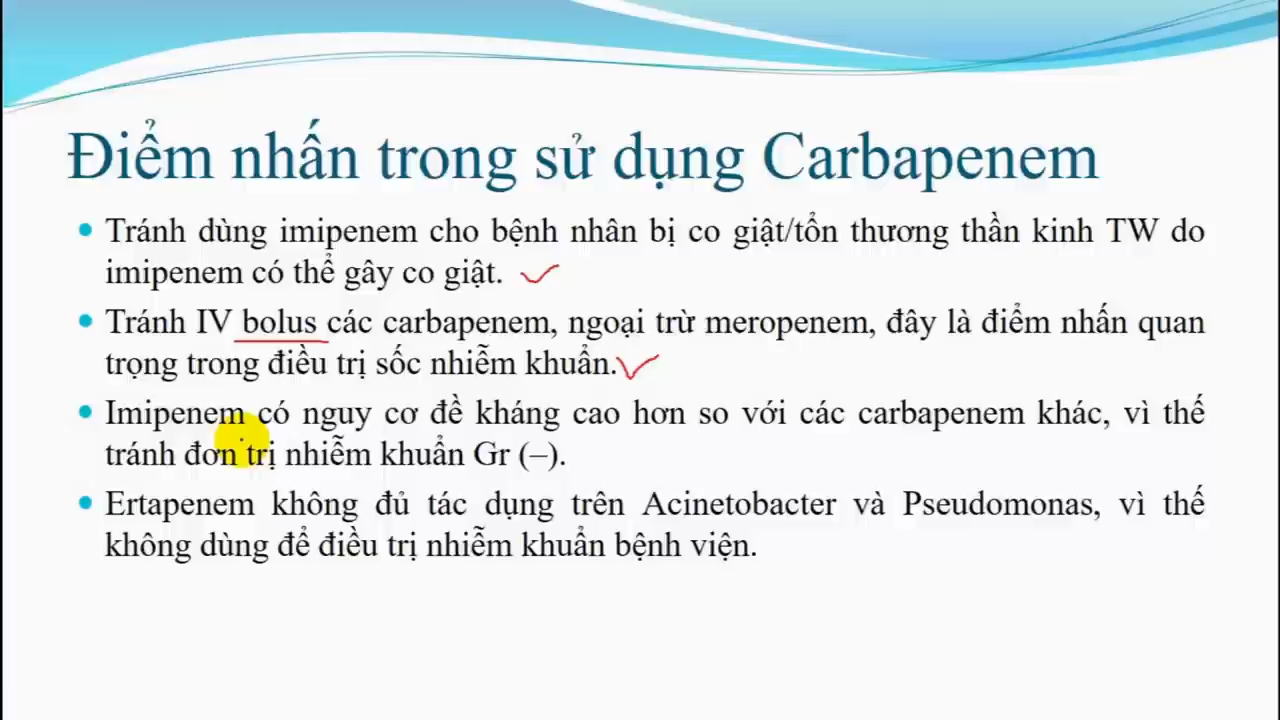 Điểm nhấn trong sử dụng Carbapenem
• Tránh dùng imipenem cho bệnh nhân bị co giật/tổn thương thần kinh TW do
imipenem có thể gây co giật.
• Tránh IV bolus các carbapenem, ngoại trừ meropenem, đây là điểm nhấn quan
trọng trong điều trị sốc nhiễm khuẩn.
• Imipenem có nguy cơ đề kháng cao hơn so với các carbapenem khác, vì thế
tránh đơn trị nhiễm khuẩn Gr (–).
• Ertapenem không đủ tác dụng trên Acinetobacter và Pseudomonas, vì thế
không dùng để điều trị nhiễm khuẩn bệnh viện.